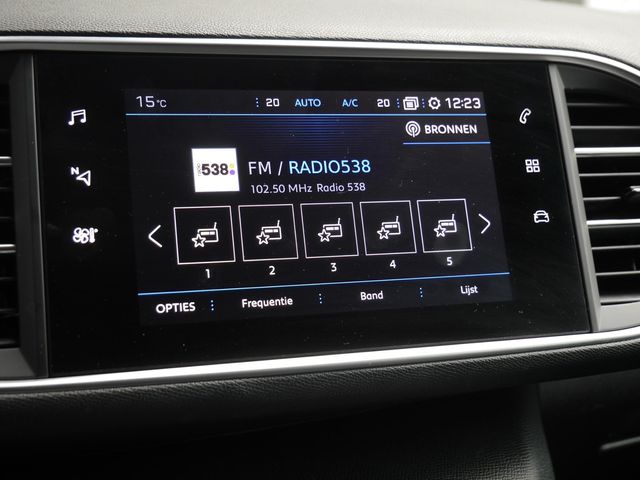 15°C 20 AUTO A/C 20 12:23
BRONNEN
N
538
FM / RADIO538
102.50 MHz Radio 538
1 2 3 4 5
OPTIES Frequentie Band Lijst